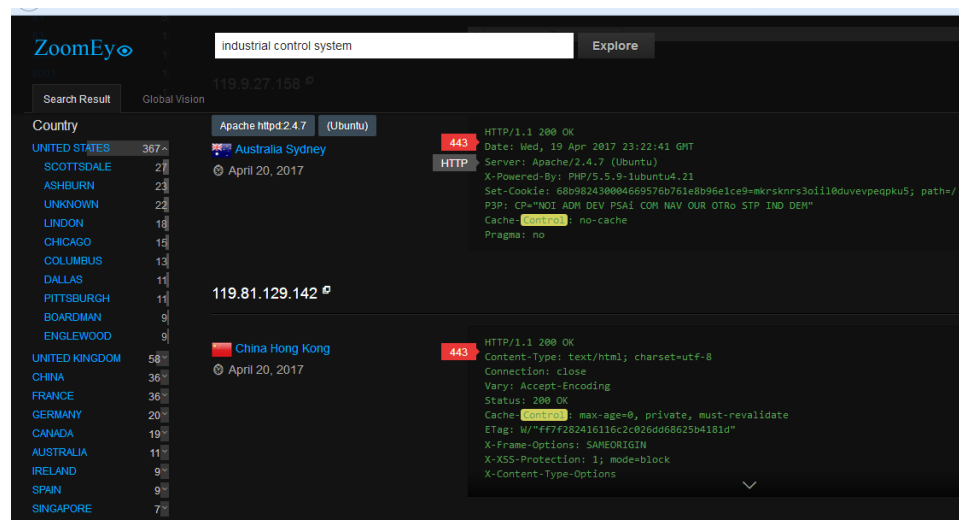 ZoomEy
industrial control system
Explore
119.9.27.158
Search Result
Global Vision
Country
UNITED STATES 367
SCOTTSDALE 27
ASHBURN 23
UNKNOWN 22
LINDON 18
CHICAGO 15
COLUMBUS 13
DALLAS 11
PITTSBURGH 11
BOARDMAN 9
ENGLEWOOD 9
UNITED KINGDOM 58
CHINA 36
FRANCE 36
GERMANY 20
CANADA 19
AUSTRALIA 11
IRELAND 9
SPAIN 9
SINGAPORE 7
Apache httpd:2.4.7 (Ubuntu)
Australia Sydney
April 20, 2017
443
HTTP
HTTP/1.1 200 OK
Date: Wed, 19 Apr 2017 23:22:41 GMT
Server: Apache/2.4.7 (Ubuntu)
X-Powered-By: PHP/5.5.9-1ubuntu4.21
Set-Cookie: 68b982430004669576b761e8b96e1ce9=mkrsknrs3oiil0duvevpeqpku5; path=/
P3P: CP="NOI ADM DEV PSAi COM NAV OUR OTRo STP IND DEM"
Cache-Control: no-cache
Pragma: no
119.81.129.142
China Hong Kong
April 20, 2017
443
HTTP/1.1 200 OK
Content-Type: text/html; charset=utf-8
Connection: close
Vary: Accept-Encoding
Status: 200 OK
Cache-Control: max-age=0, private, must-revalidate
ETag: W/"ff7f282416116c2c026dd68625b4181d"
X-Frame-Options: SAMEORIGIN
X-XSS-Protection: 1; mode=block
X-Content-Type-Options